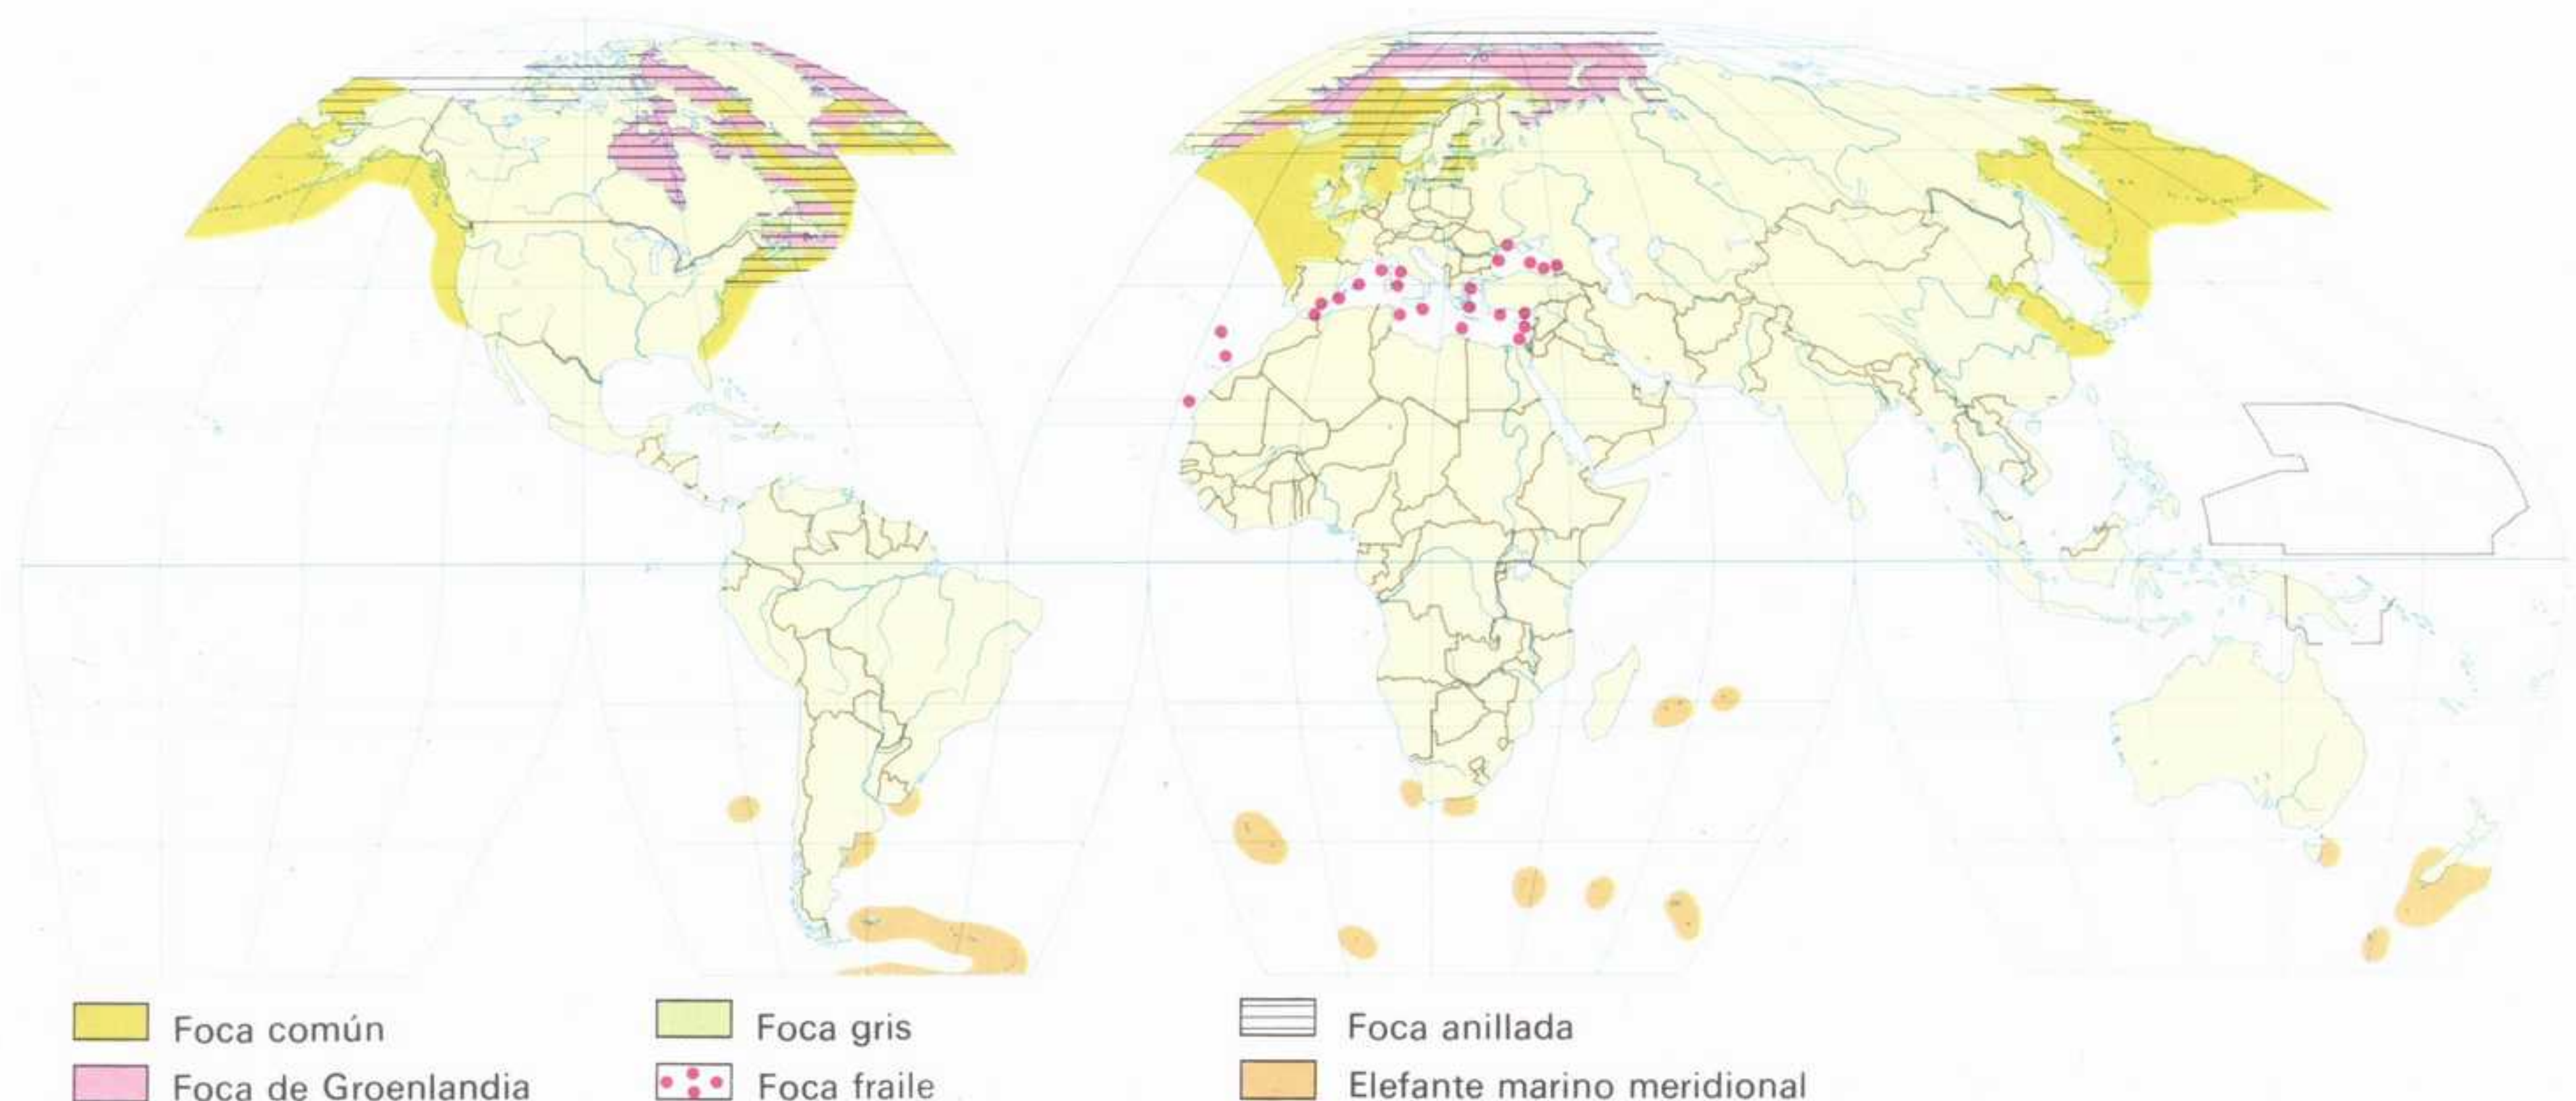 Foca común
Foca gris
Foca anillada
Foca de Groenlandia
Foca fraile
Elefante marino meridional